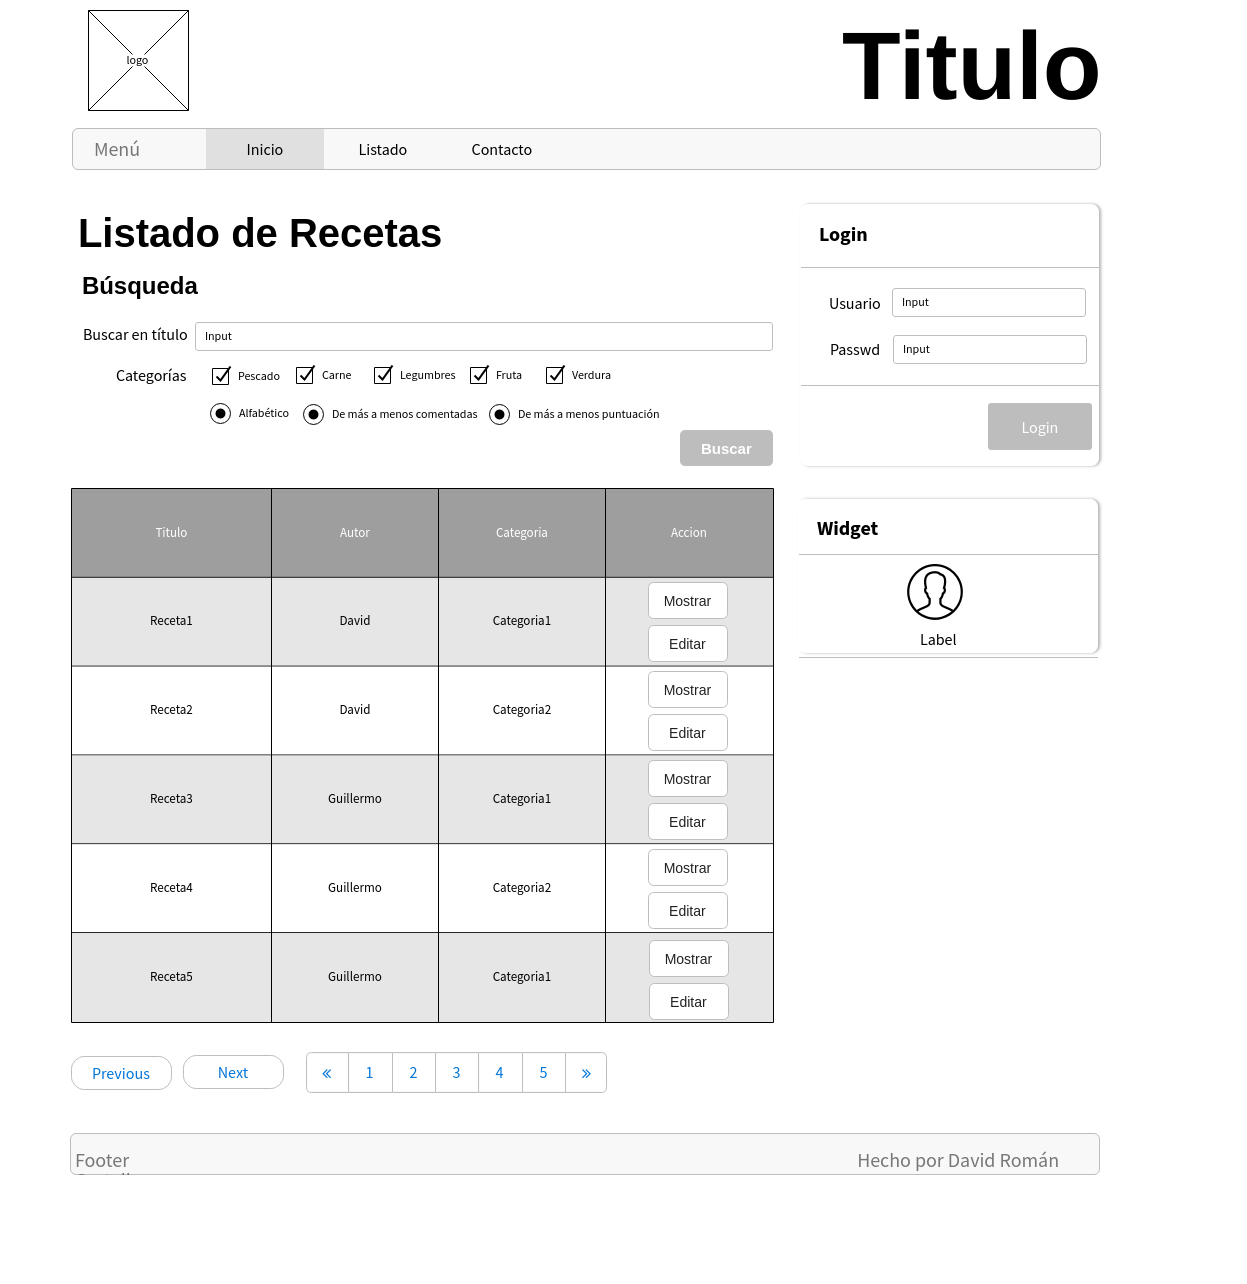 logo
Titulo
Menú Inicio Listado Contacto
Listado de Recetas
Búsqueda
Buscar en título Input
Categorías Pescado Carne Legumbres Fruta Verdura
Alfabético De más a menos comentadas De más a menos puntuación
Buscar
Titulo Autor Categoria Accion
Receta1 David Categoria1 Mostrar
Editar
Receta2 David Categoria2 Mostrar
Editar
Receta3 Guillermo Categoria1 Mostrar
Editar
Receta4 Guillermo Categoria2 Mostrar
Editar
Receta5 Guillermo Categoria1 Mostrar
Editar
Previous Next « 1 2 3 4 5 »
Login
Usuario Input
Passwd Input
Login
Widget
Label
Footer
Hecho por David Román